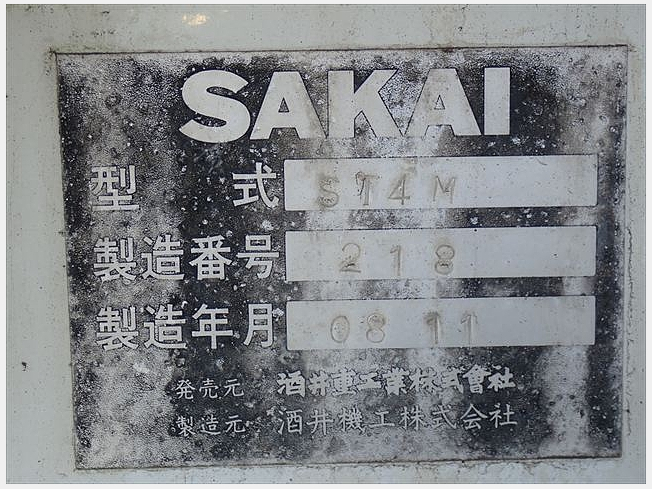 SAKAI
型式 ST4M
製造番号 218
製造年月 08 11
発売元 酒井重工業株式會社
製造元 酒井機工株式会社